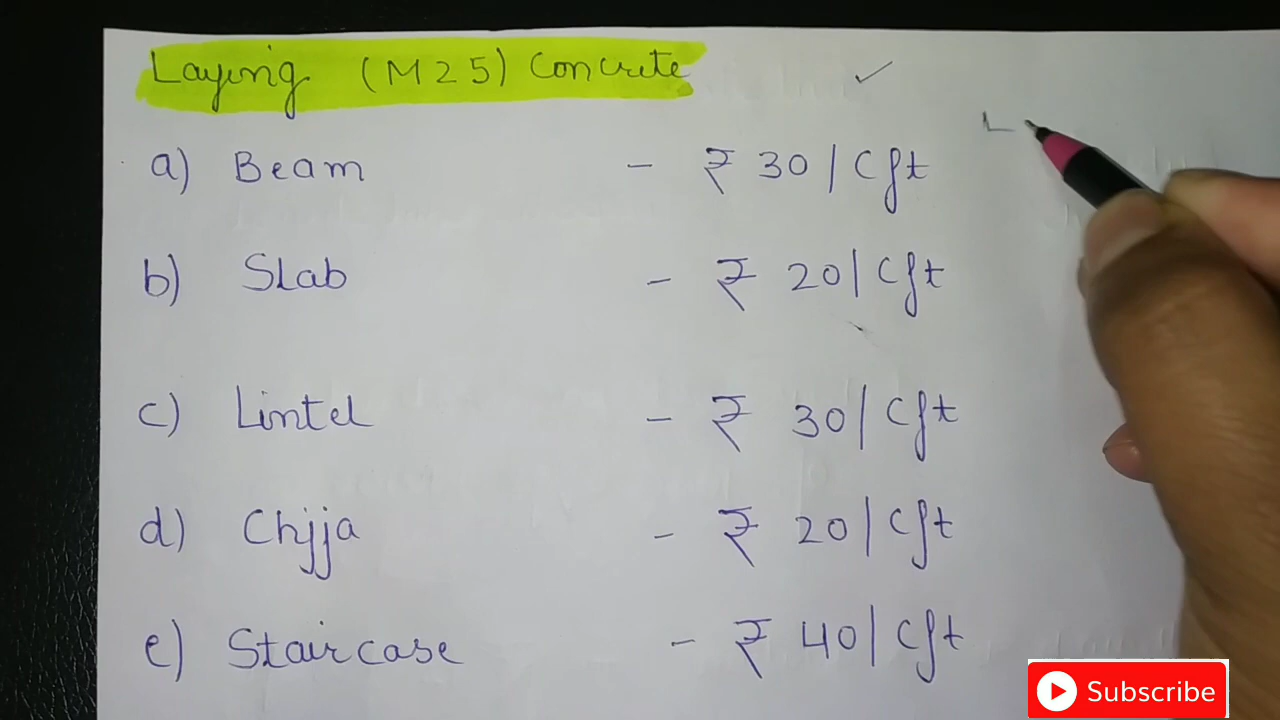 Laying (M25) Concrete ✓
L
a) Beam - ₹ 30/Cft
b) Slab - ₹ 20/Cft
c) Lintel - ₹ 30/Cft
d) Chjja - ₹ 20/Cft
e) Staircase - ₹ 40/Cft
Subscribe